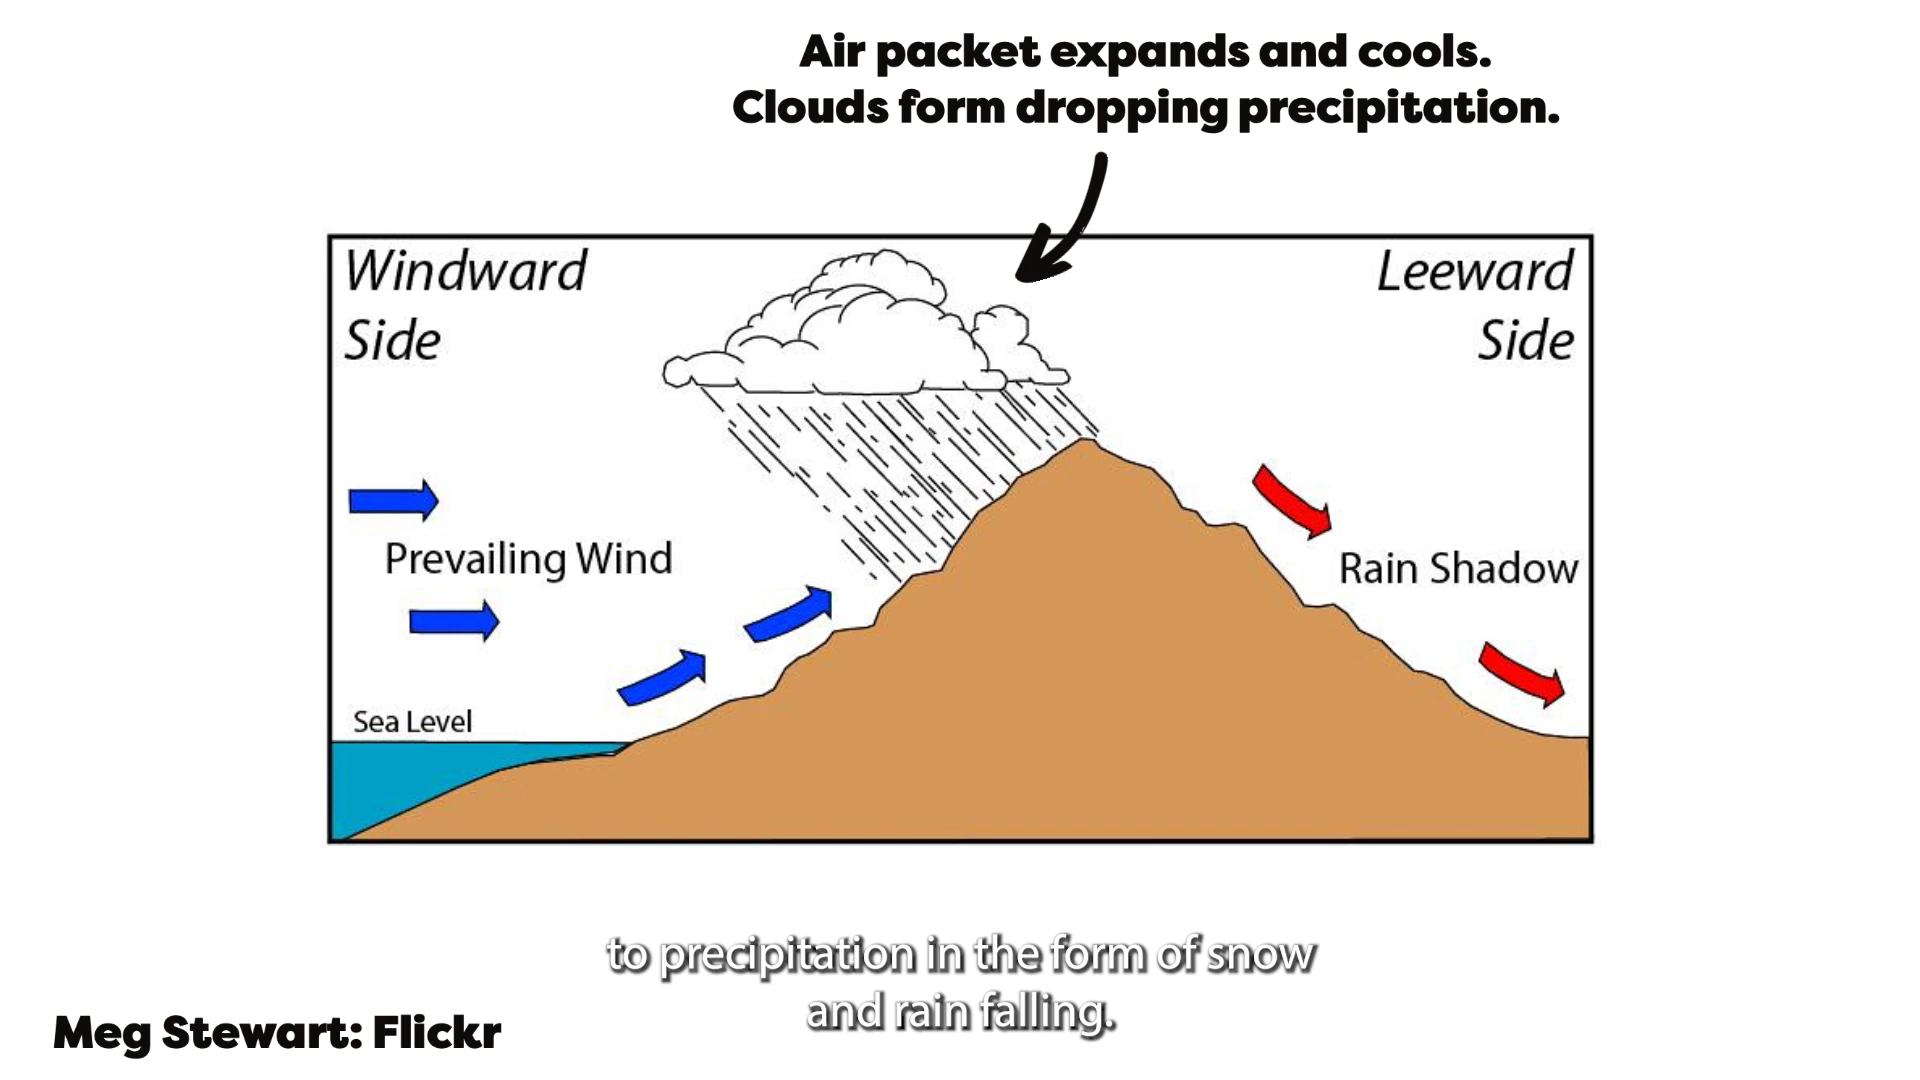 Air packet expands and cools.
Clouds form dropping precipitation.
Windward
Side
Leeward
Side
Prevailing Wind
Rain Shadow
Sea Level
to precipitation in the form of snow
and rain falling.
Meg Stewart: Flickr